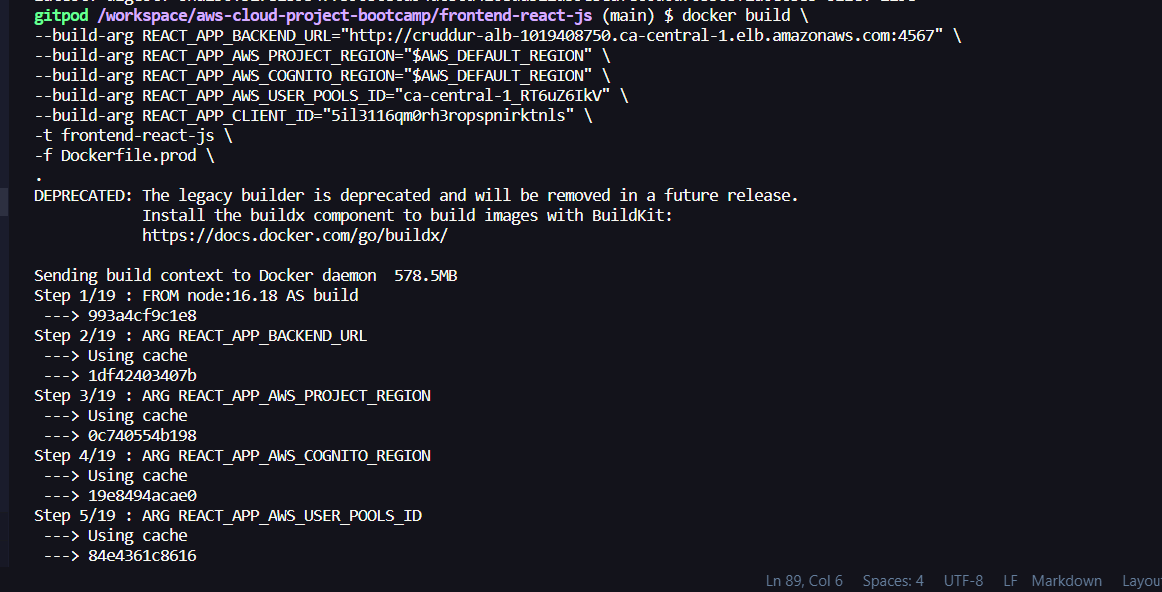 gitpod /workspace/aws-cloud-project-bootcamp/frontend-react-js (main) $ docker build \
--build-arg REACT_APP_BACKEND_URL="http://cruddur-alb-1019408750.ca-central-1.elb.amazonaws.com:4567" \
--build-arg REACT_APP_AWS_PROJECT_REGION="$AWS_DEFAULT_REGION" \
--build-arg REACT_APP_AWS_COGNITO_REGION="$AWS_DEFAULT_REGION" \
--build-arg REACT_APP_AWS_USER_POOLS_ID="ca-central-1_RT6uZ6IkV" \
--build-arg REACT_APP_CLIENT_ID="5il3116qm0rh3ropspnirktnls" \
-t frontend-react-js \
-f Dockerfile.prod \
.
DEPRECATED: The legacy builder is deprecated and will be removed in a future release.
Install the buildx component to build images with BuildKit:
https://docs.docker.com/go/buildx/
Sending build context to Docker daemon  578.5MB
Step 1/19 : FROM node:16.18 AS build
---> 993a4cf9c1e8
Step 2/19 : ARG REACT_APP_BACKEND_URL
---> Using cache
---> 1df42403407b
Step 3/19 : ARG REACT_APP_AWS_PROJECT_REGION
---> Using cache
---> 0c740554b198
Step 4/19 : ARG REACT_APP_AWS_COGNITO_REGION
---> Using cache
---> 19e8494acae0
Step 5/19 : ARG REACT_APP_AWS_USER_POOLS_ID
---> Using cache
---> 84e4361c8616
Ln 89, Col 6 Spaces: 4 UTF-8 LF Markdown Layou